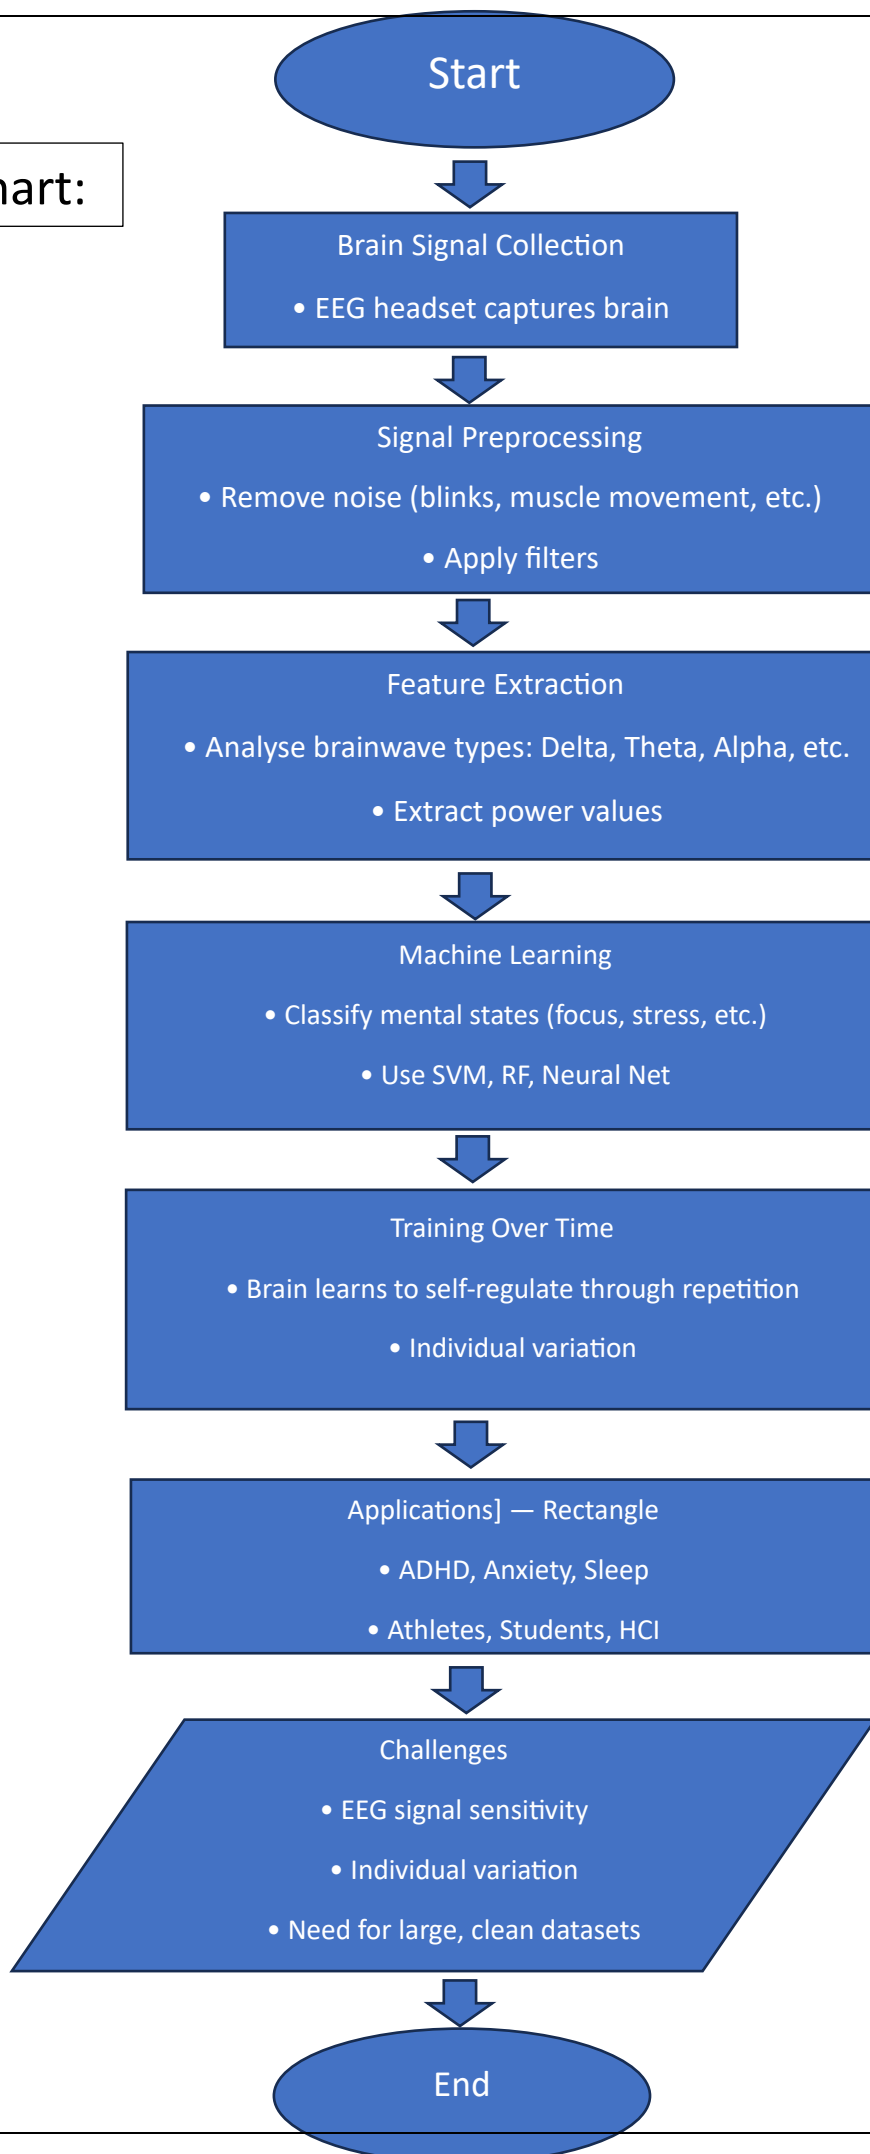 Start
hart:
Brain Signal Collection
• EEG headset captures brain
Signal Preprocessing
• Remove noise (blinks, muscle movement, etc.)
• Apply filters
Feature Extraction
• Analyse brainwave types: Delta, Theta, Alpha, etc.
• Extract power values
Machine Learning
• Classify mental states (focus, stress, etc.)
• Use SVM, RF, Neural Net
Training Over Time
• Brain learns to self-regulate through repetition
• Individual variation
Applications] — Rectangle
• ADHD, Anxiety, Sleep
• Athletes, Students, HCI
Challenges
• EEG signal sensitivity
• Individual variation
• Need for large, clean datasets
End